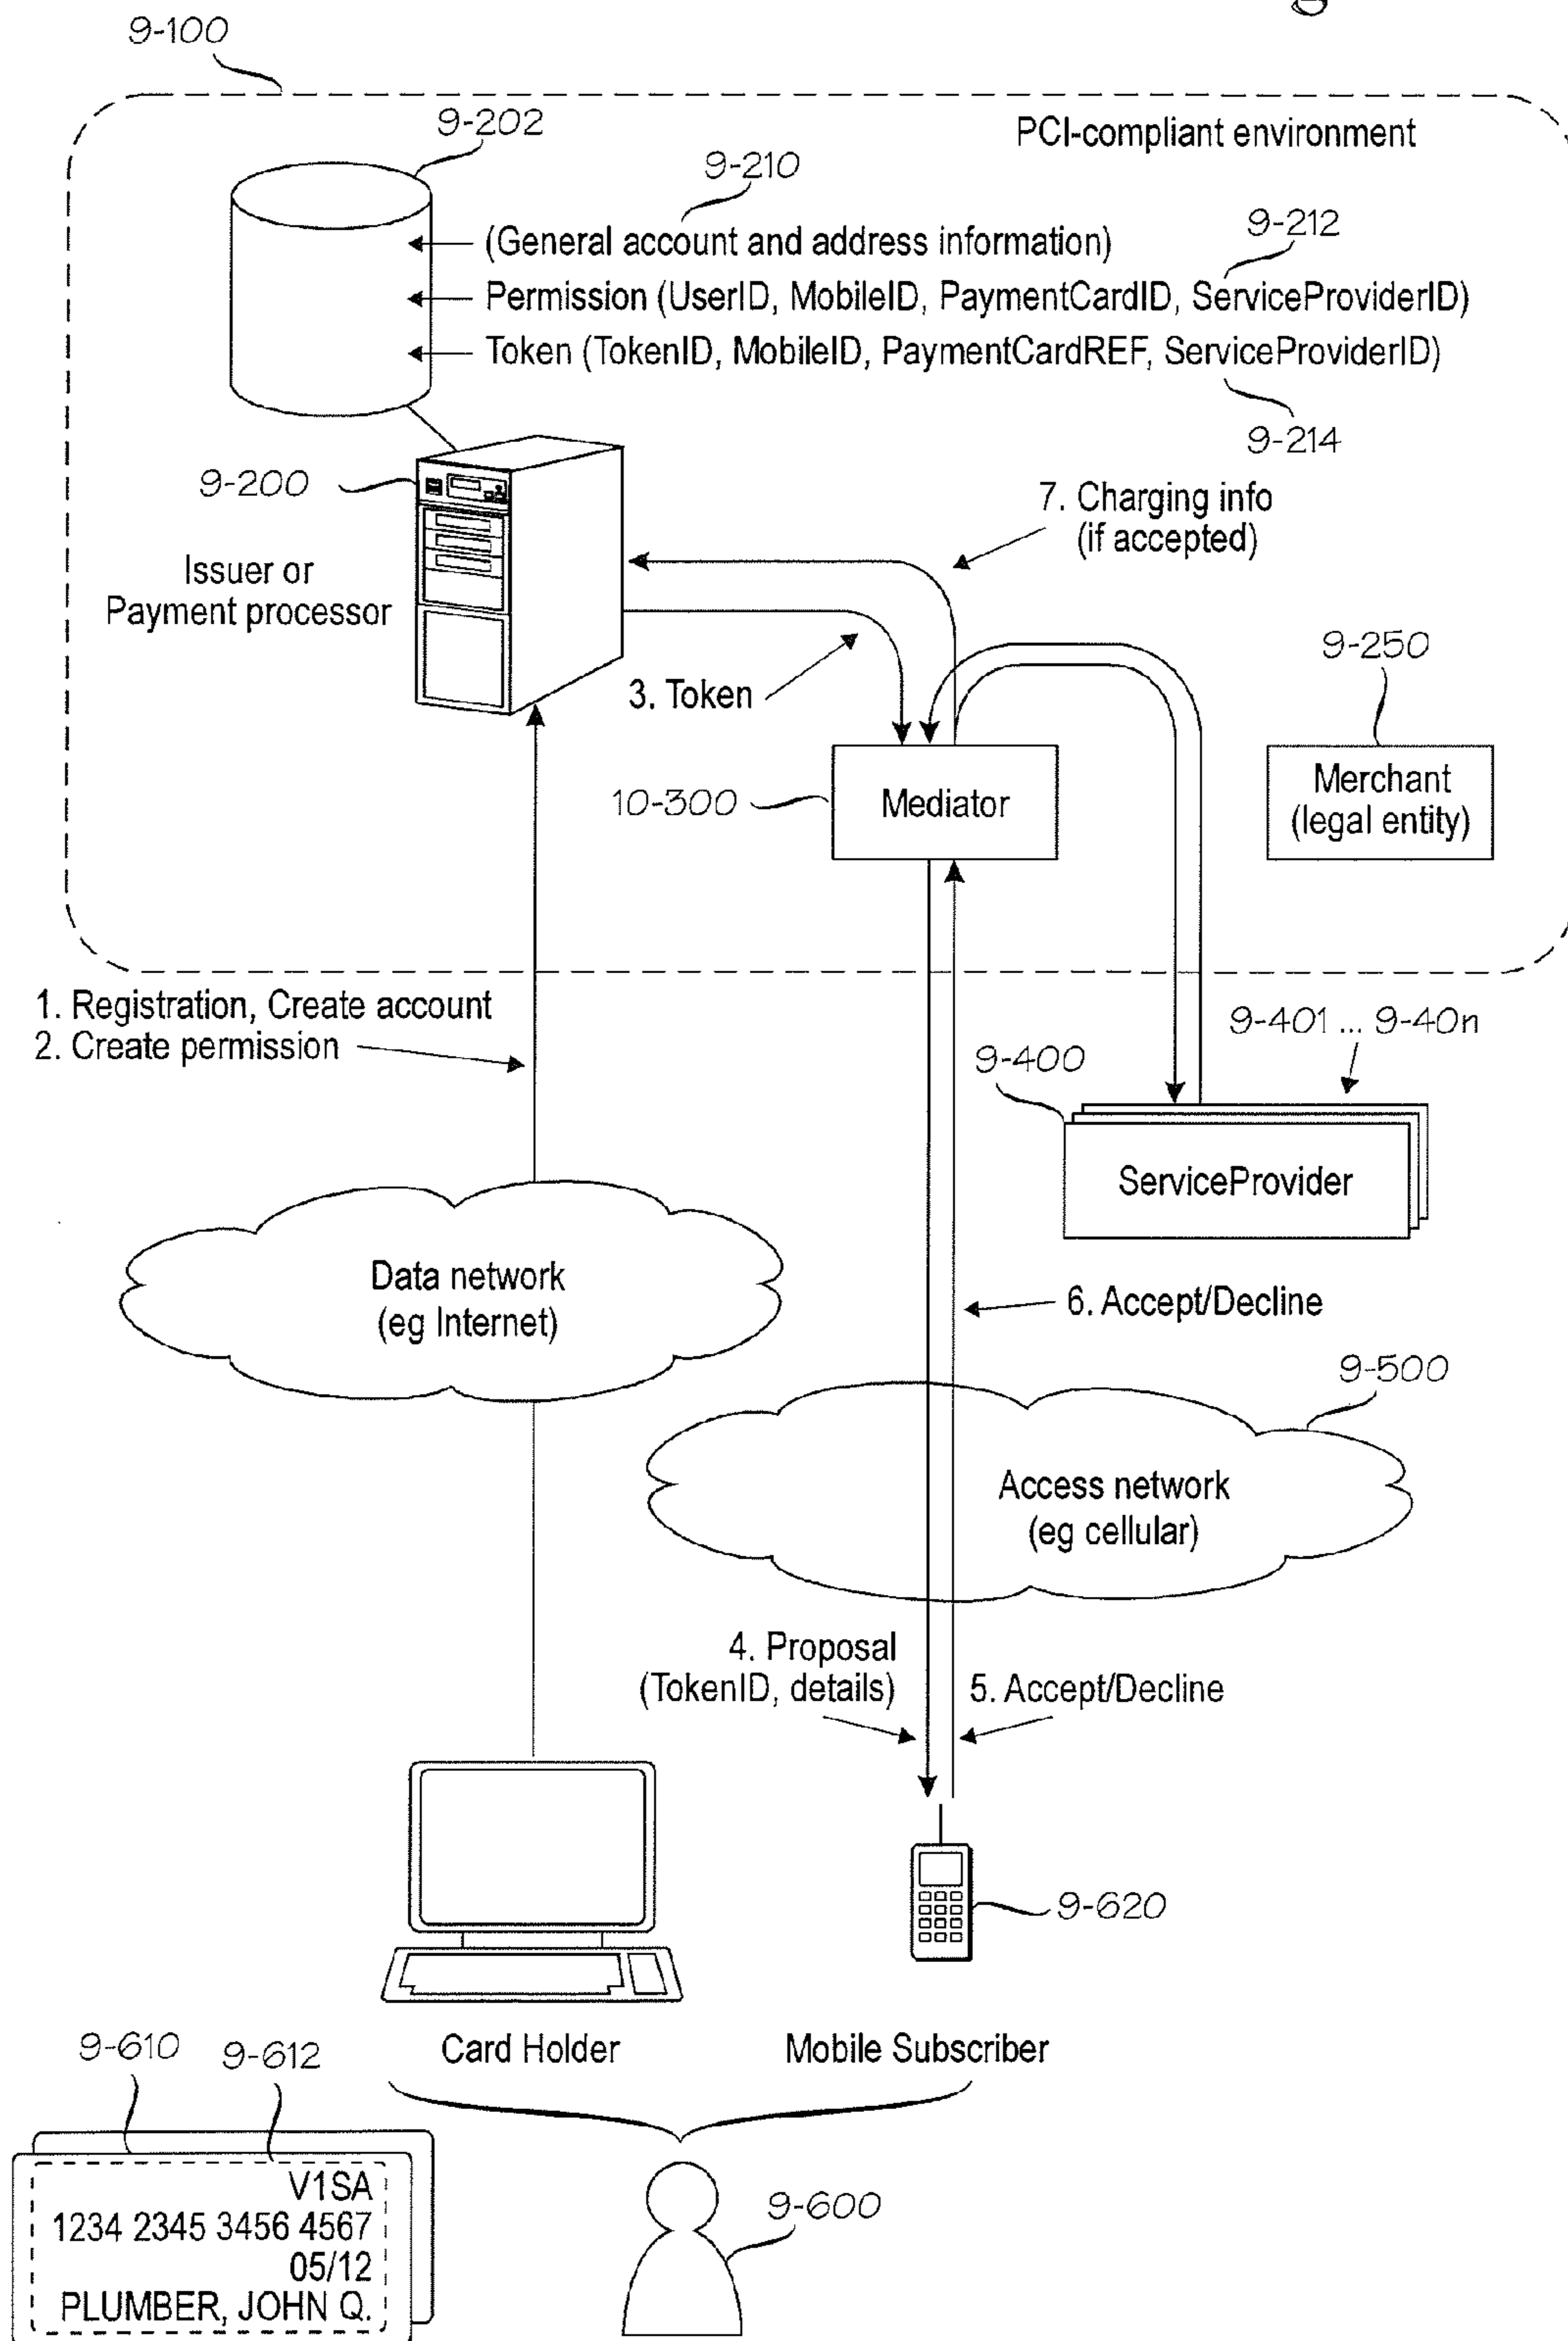 9-100
9-202
PCI-compliant environment
9-210
9-212
(General account and address information)
Permission (UserID, MobileID, PaymentCardID, ServiceProviderID)
Token (TokenID, MobileID, PaymentCardREF, ServiceProviderID)
9-214
9-200
7. Charging info
(if accepted)
Issuer or
Payment processor
3. Token
9-250
10-300
Mediator
Merchant
(legal entity)
1. Registration, Create account
2. Create permission
9-401 ... 9-40n
9-400
ServiceProvider
Data network
(eg Internet)
6. Accept/Decline
9-500
Access network
(eg cellular)
4. Proposal
(TokenID, details)
5. Accept/Decline
9-620
Card Holder
Mobile Subscriber
9-610
9-612
V1SA
1234 2345 3456 4567
05/12
PLUMBER, JOHN Q.
9-600